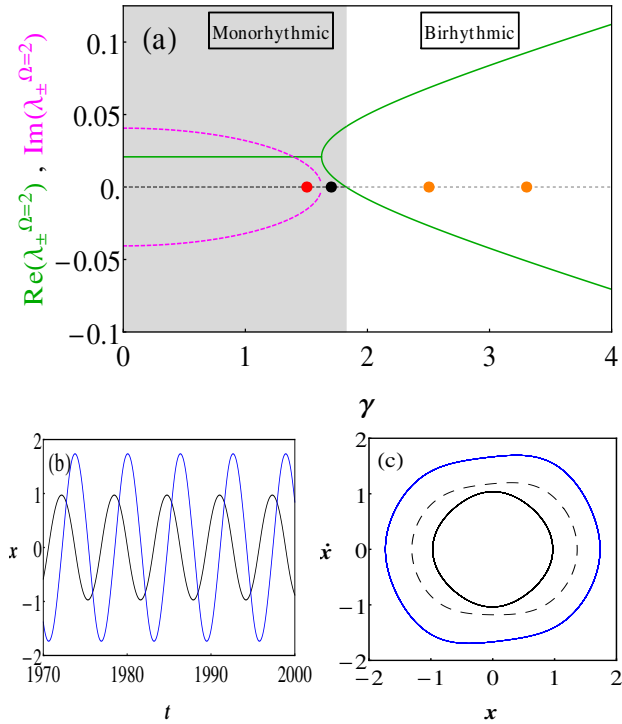 (a)
Monorhythmic
Birhythmic
Re(λ±^Ω=2) , Im(λ±^Ω=2)
0.1
0.05
0.
−0.05
−0.1
0 1 2 3 4
γ
(b)
x
2
1
0
−1
−2
1970 1980 1990 2000
t
(c)
ẋ
2
1
0
−1
−2
−2 −1 0 1 2
x